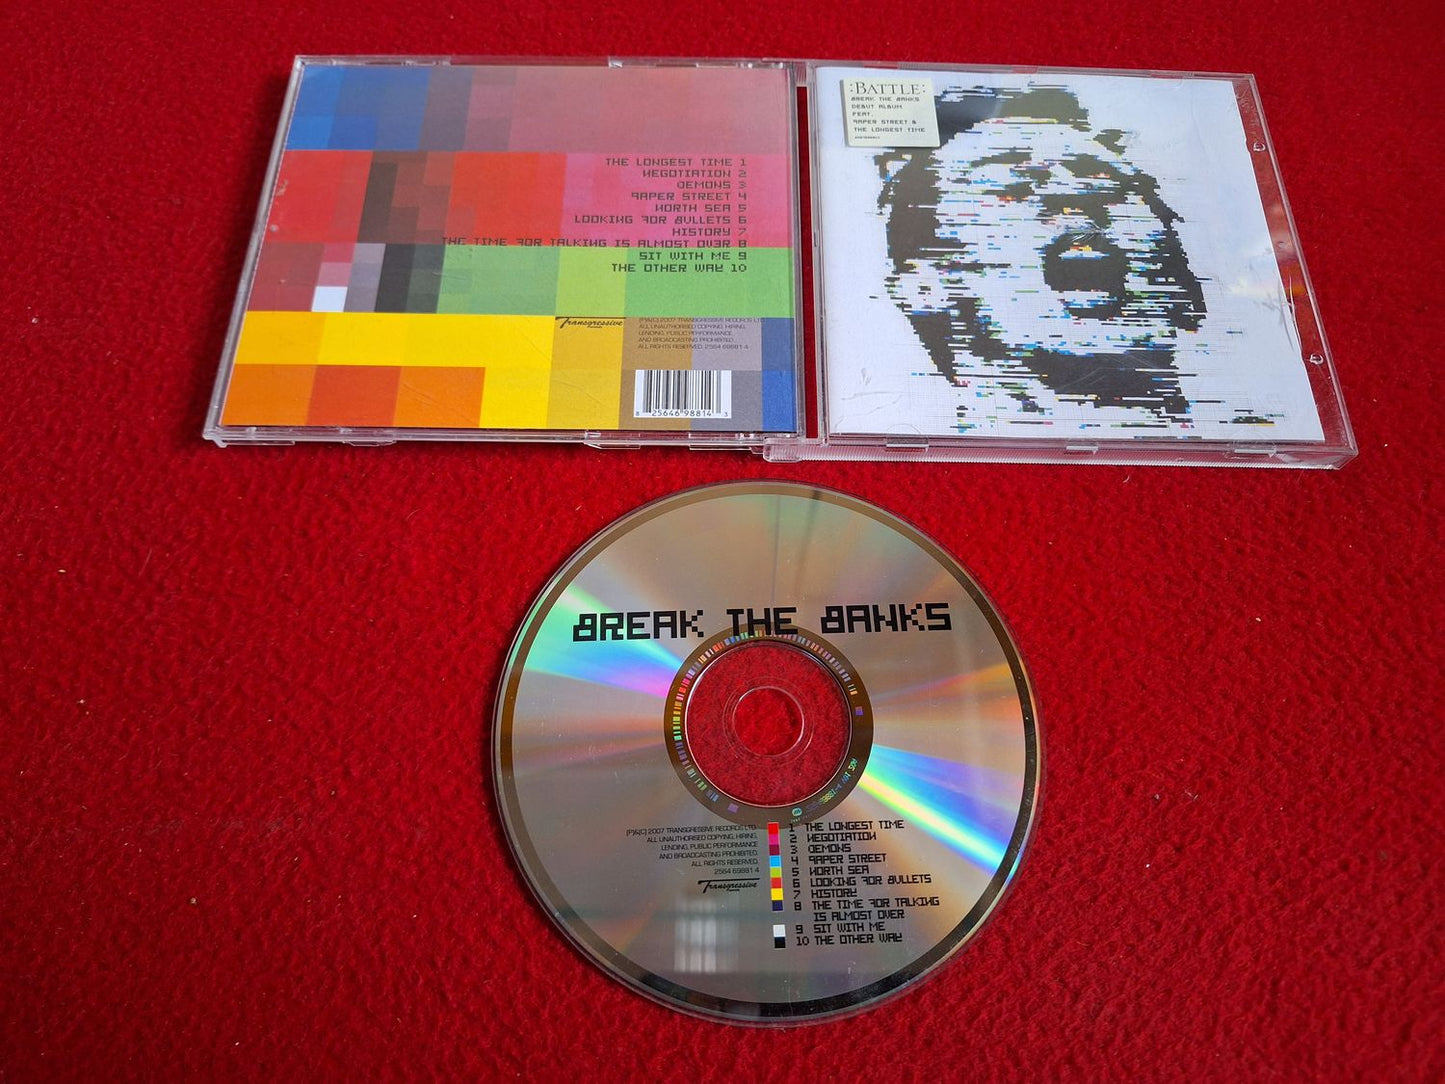 THE LONGEST TIME 1
NEGOTIATION 2
DEMONS 3
PAPER STREET 4
NORTH SEA 5
LOOKING FOR BULLETS 6
HISTORY 7
THE TIME FOR TALKING IS ALMOST OVER 8
SIT WITH ME 9
THE OTHER WAY 10
Transgressive
(P)&(C) 2007 TRANSGRESSIVE RECORDS LTD.
ALL UNAUTHORISED COPYING, HIRING,
LENDING, PUBLIC PERFORMANCE
AND BROADCASTING PROHIBITED.
ALL RIGHTS RESERVED. 2564 69881 4
8 25646 98814 3
:BATTLE:
BREAK THE BANKS
DEBUT ALBUM
FEAT.
PAPER STREET &
THE LONGEST TIME
BREAK THE BANKS
(P)&(C) 2007 TRANSGRESSIVE RECORDS LTD.
ALL UNAUTHORISED COPYING, HIRING,
LENDING, PUBLIC PERFORMANCE
AND BROADCASTING PROHIBITED.
ALL RIGHTS RESERVED.
2564 69881 4
Transgressive
1 THE LONGEST TIME
2 NEGOTIATION
3 DEMONS
4 PAPER STREET
5 NORTH SEA
6 LOOKING FOR BULLETS
7 HISTORY
8 THE TIME FOR TALKING
IS ALMOST OVER
9 SIT WITH ME
10 THE OTHER WAY